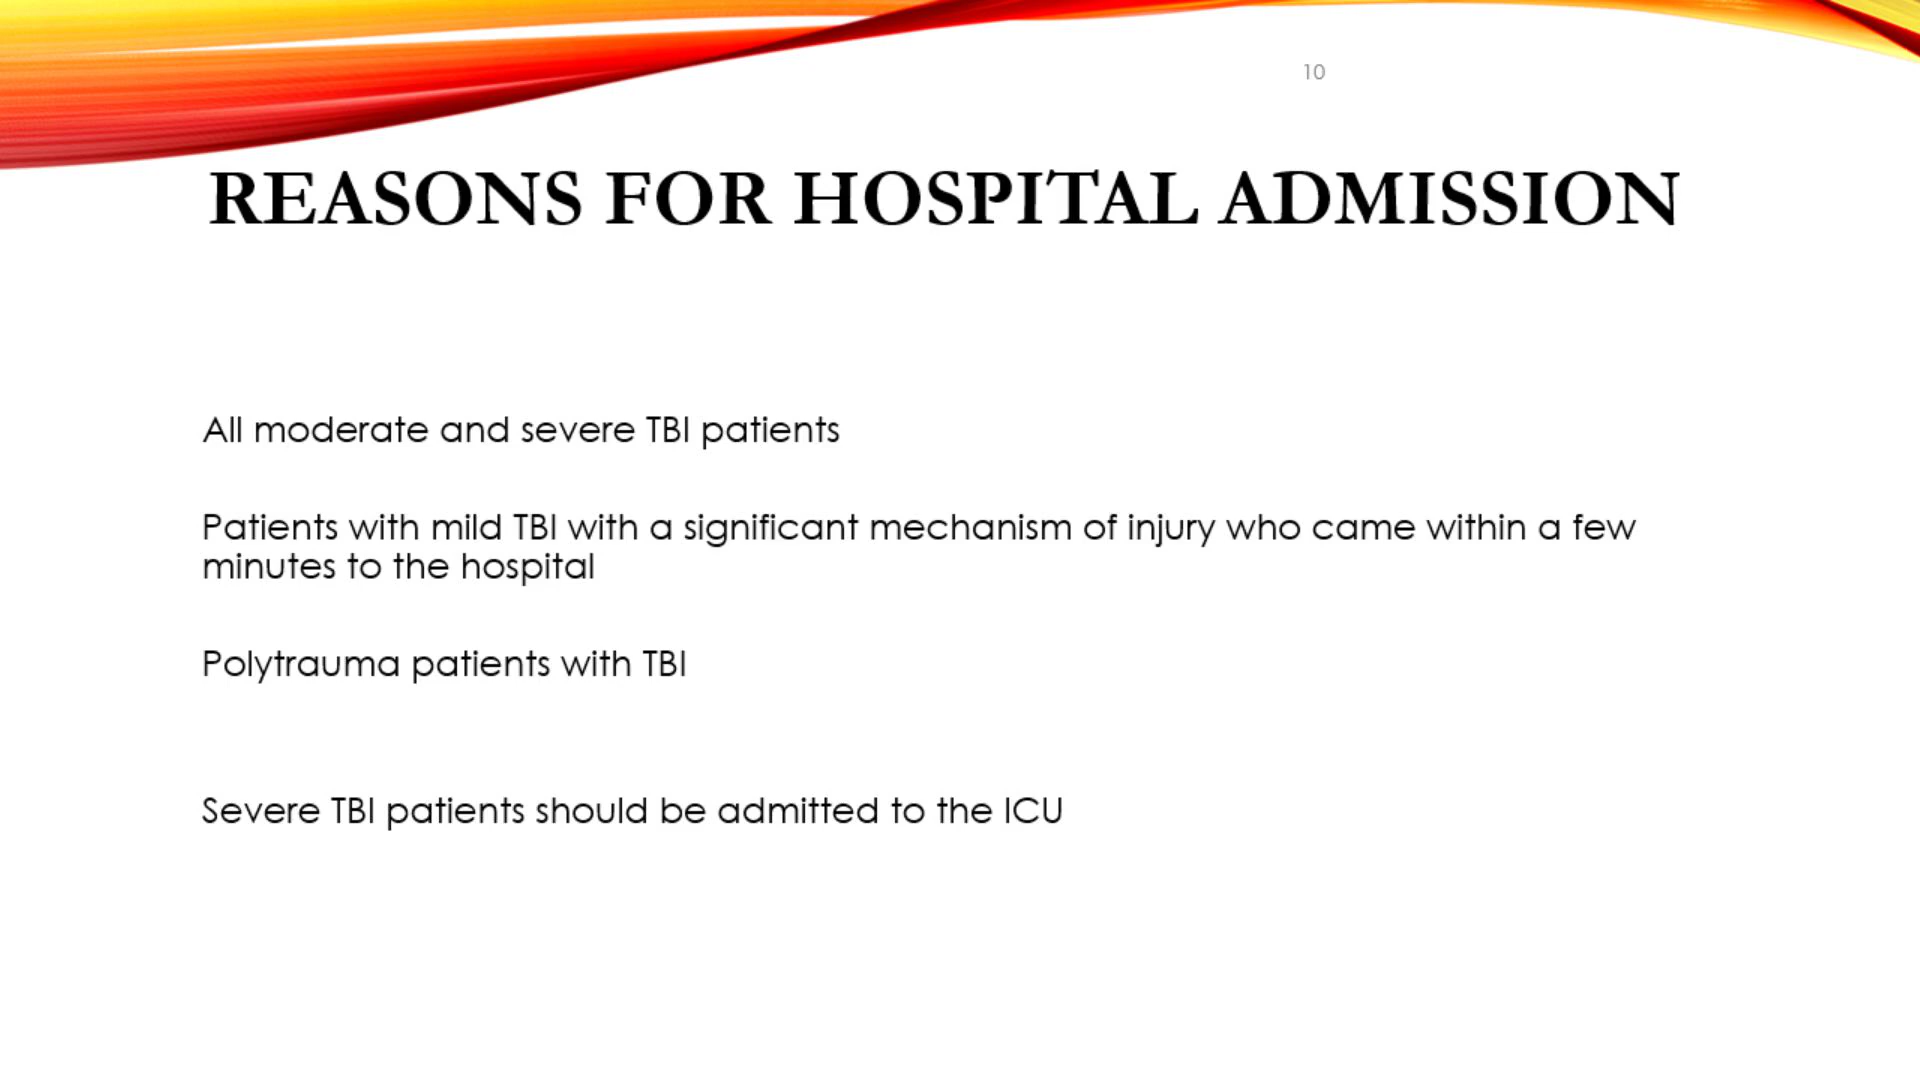 10
REASONS FOR HOSPITAL ADMISSION
All moderate and severe TBI patients
Patients with mild TBI with a significant mechanism of injury who came within a few
minutes to the hospital
Polytrauma patients with TBI
Severe TBI patients should be admitted to the ICU